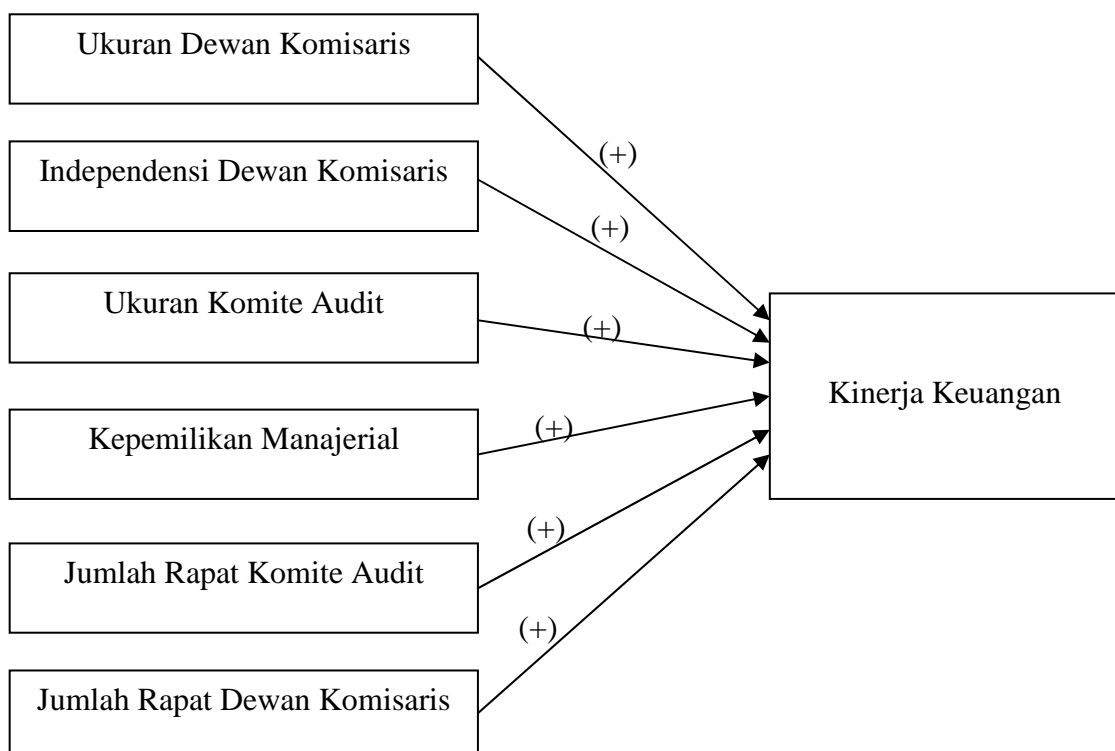 Ukuran Dewan Komisaris
(+)
Independensi Dewan Komisaris
(+)
Ukuran Komite Audit
(+)
Kinerja Keuangan
Kepemilikan Manajerial
(+)
Jumlah Rapat Komite Audit
(+)
Jumlah Rapat Dewan Komisaris
(+)